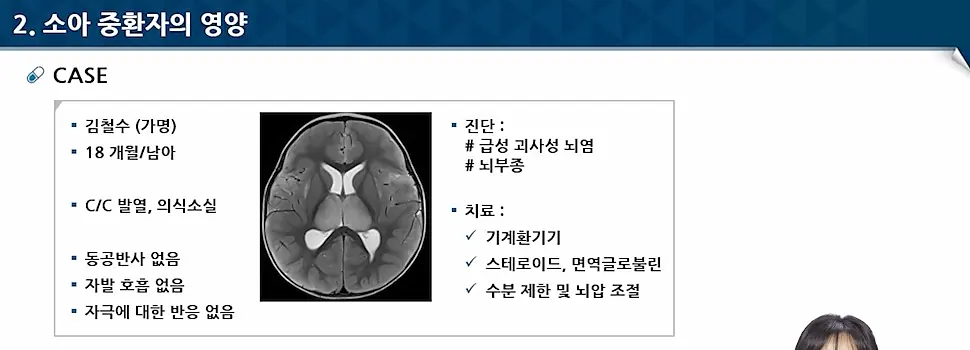 2. 소아 중환자의 영양
CASE
김철수 (가명)
18 개월/남아
C/C 발열, 의식소실
동공반사 없음
자발 호흡 없음
자극에 대한 반응 없음
진단 :
# 급성 괴사성 뇌염
# 뇌부종
치료 :
기계환기기
스테로이드, 면역글로불린
수분 제한 및 뇌압 조절